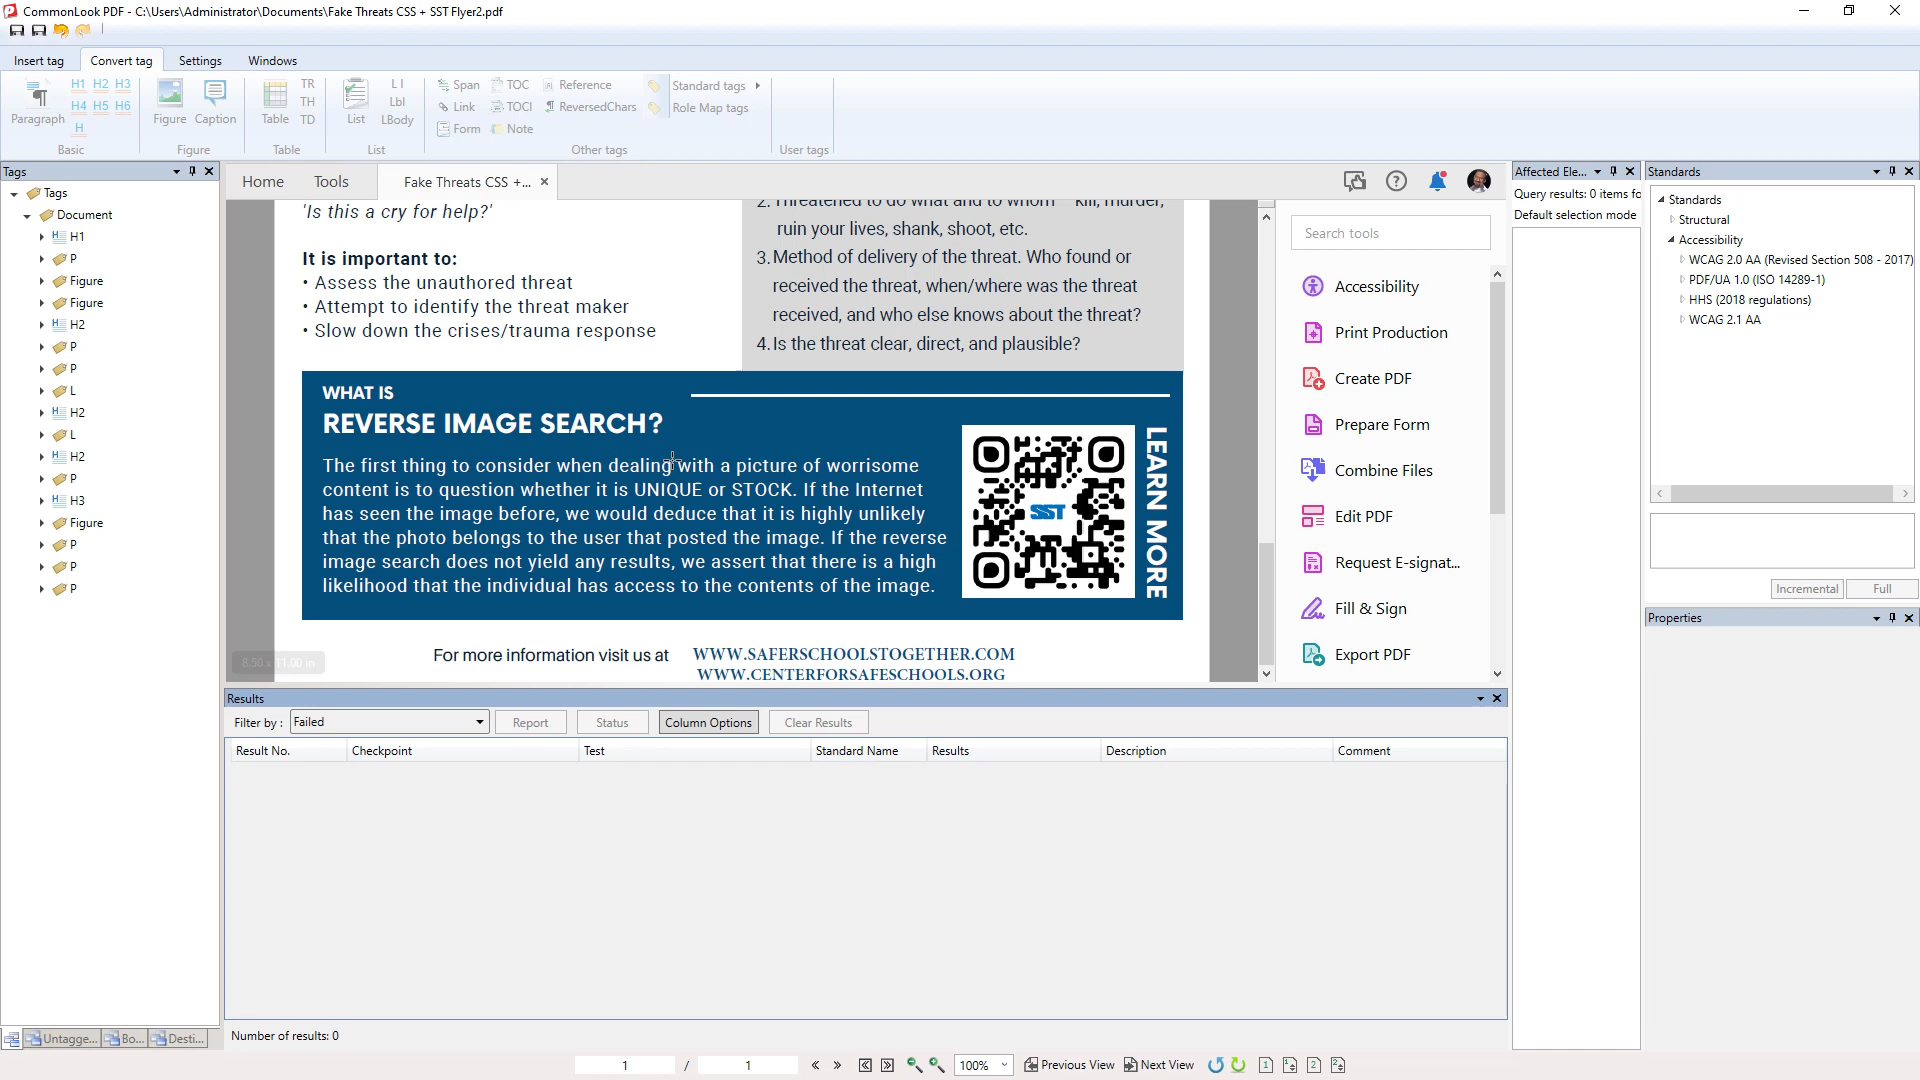 CommonLook PDF - C:\Users\Administrator\Documents\Fake Threats CSS + SST Flyer2.pdf
Insert tag
Convert tag
Settings
Windows
Paragraph
H1 H2 H3
H4 H5 H6
H
Basic
Figure
Caption
Figure
Table
TR
TH
TD
Table
List
L I
Lbl
LBody
List
Span
TOC
Reference
Link
TOCI
ReversedChars
Form
Note
Other tags
Standard tags
Role Map tags
User tags
Tags
Tags
Document
H1
P
Figure
Figure
H2
P
P
L
H2
L
H2
P
H3
Figure
P
P
P
Untagge...
Bo...
Desti...
Home
Tools
Fake Threats CSS +...
'Is this a cry for help?'
It is important to:
• Assess the unauthored threat
• Attempt to identify the threat maker
• Slow down the crises/trauma response
2. Threatened to do what and to whom – kill, murder,
ruin your lives, shank, shoot, etc.
3. Method of delivery of the threat. Who found or
received the threat, when/where was the threat
received, and who else knows about the threat?
4. Is the threat clear, direct, and plausible?
WHAT IS
REVERSE IMAGE SEARCH?
The first thing to consider when dealing with a picture of worrisome
content is to question whether it is UNIQUE or STOCK. If the Internet
has seen the image before, we would deduce that it is highly unlikely
that the photo belongs to the user that posted the image. If the reverse
image search does not yield any results, we assert that there is a high
likelihood that the individual has access to the contents of the image.
SST
LEARN MORE
8.50 x 11.00 in
For more information visit us at
WWW.SAFERSCHOOLSTOGETHER.COM
WWW.CENTERFORSAFESCHOOLS.ORG
Search tools
Accessibility
Print Production
Create PDF
Prepare Form
Combine Files
Edit PDF
Request E-signat...
Fill & Sign
Export PDF
Affected Ele...
Query results: 0 items fo
Default selection mode
Standards
Standards
Structural
Accessibility
WCAG 2.0 AA (Revised Section 508 - 2017)
PDF/UA 1.0 (ISO 14289-1)
HHS (2018 regulations)
WCAG 2.1 AA
Incremental
Full
Properties
Results
Filter by :
Failed
Report
Status
Column Options
Clear Results
Result No.
Checkpoint
Test
Standard Name
Results
Description
Comment
Number of results: 0
1 / 1
100%
Previous View
Next View